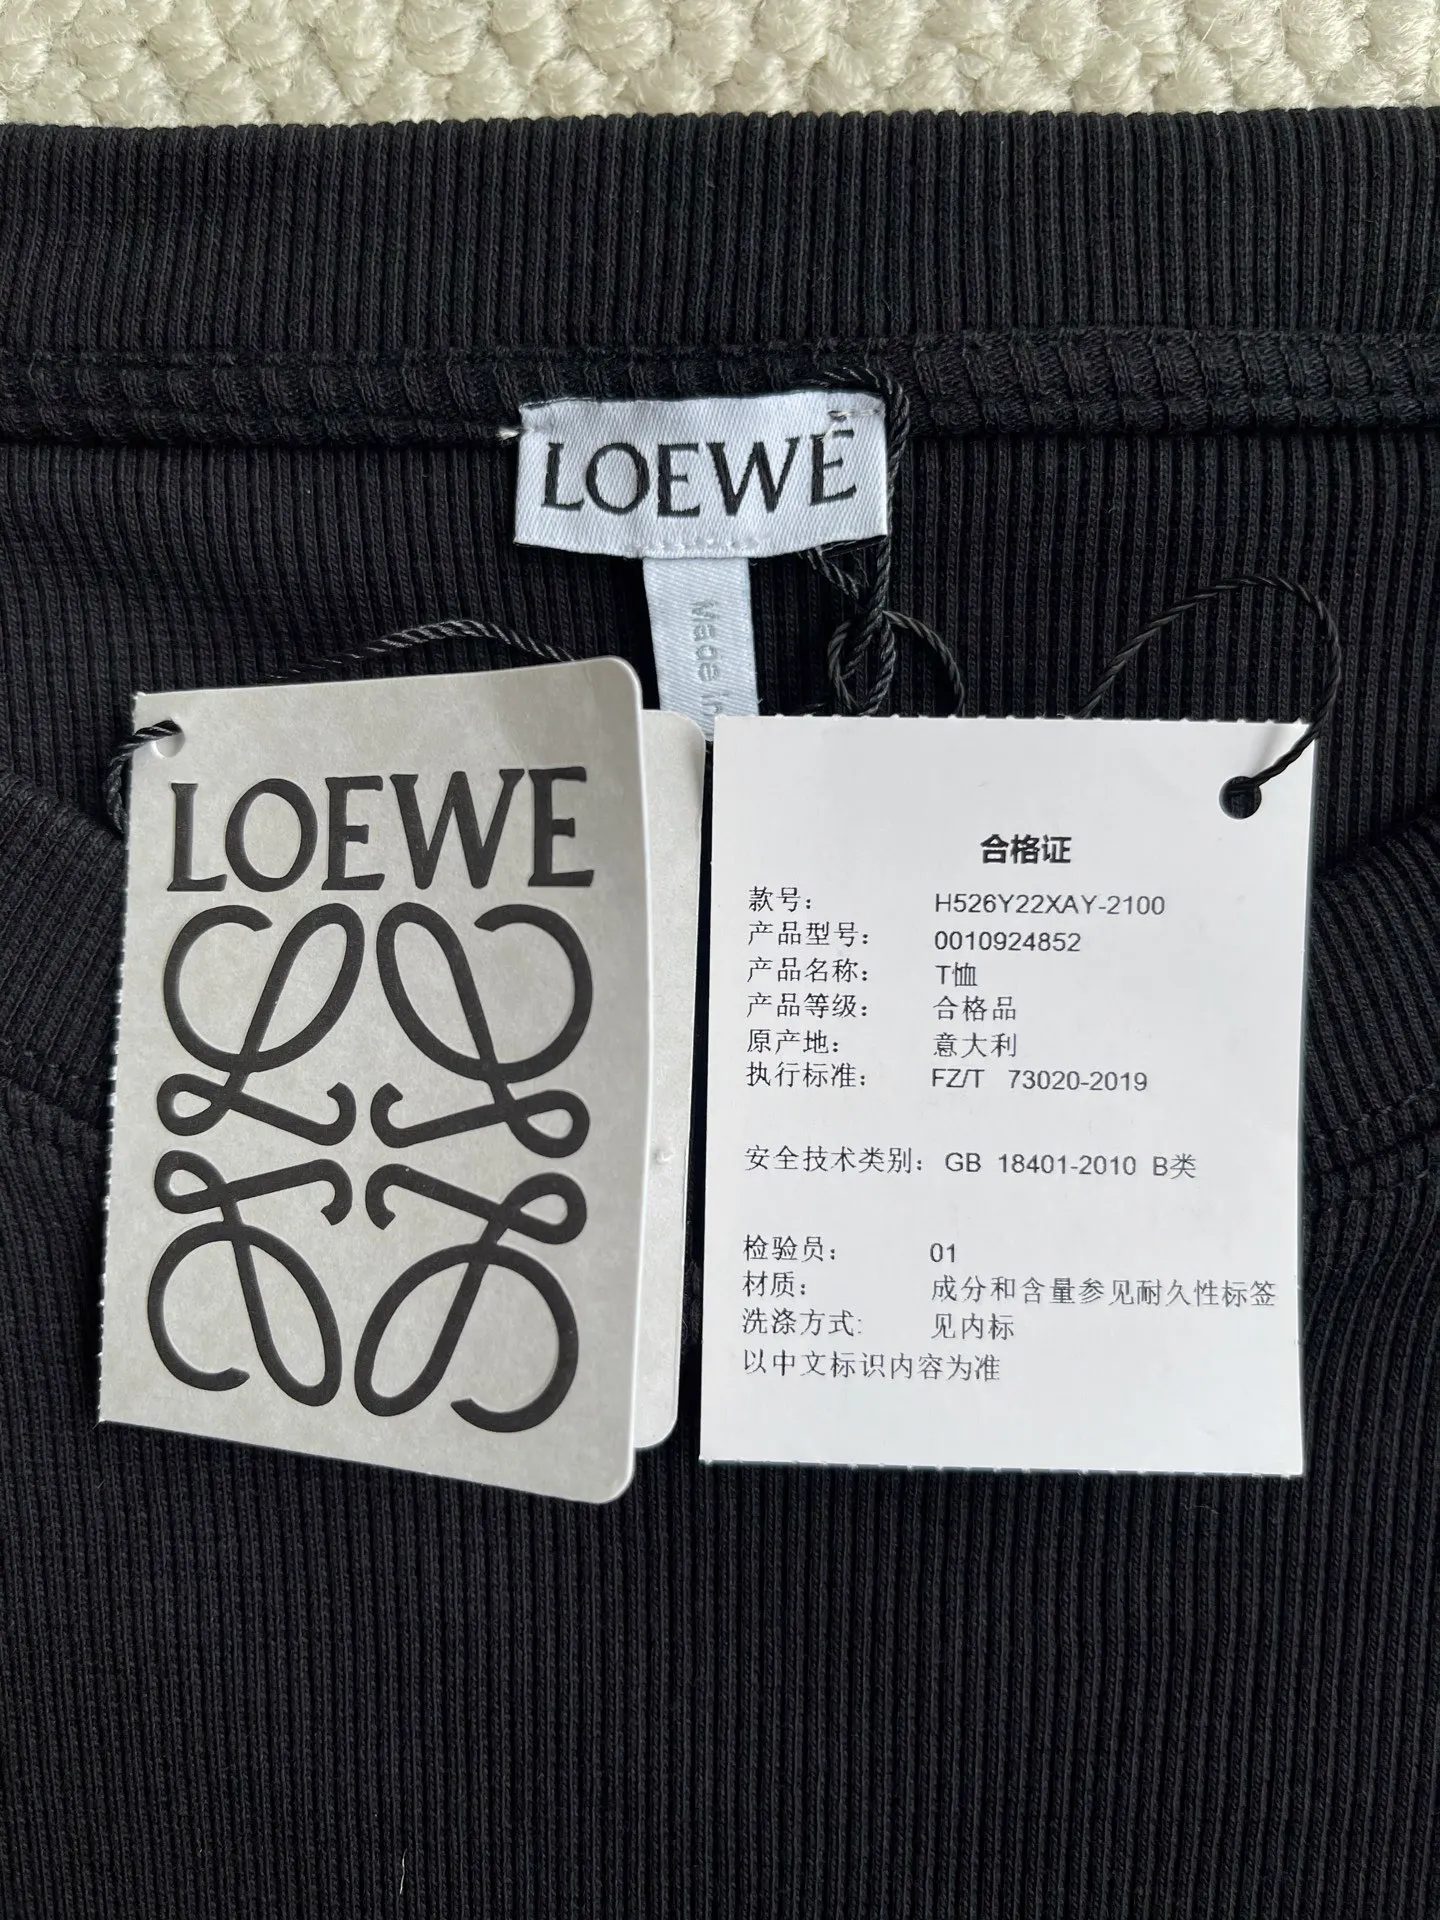 LOEWE
Made In
LOEWE
合格证
款号: H526Y22XAY-2100
产品型号: 0010924852
产品名称: T恤
产品等级: 合格品
原产地: 意大利
执行标准: FZ/T 73020-2019
安全技术类别: GB 18401-2010 B类
检验员: 01
材质: 成分和含量参见耐久性标签
洗涤方式: 见内标
以中文标识内容为准